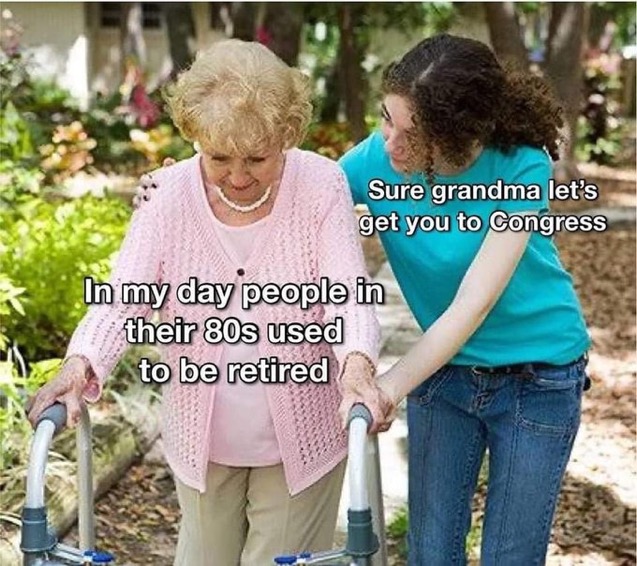 Sure grandma let's
get you to Congress
In my day people in
their 80s used
to be retired